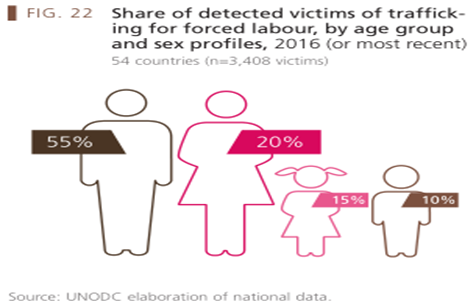 FIG. 22 Share of detected victims of traffick-
ing for forced labour, by age group
and sex profiles, 2016 (or most recent)
54 countries (n=3,408 victims)
55%
20%
15%
10%
Source: UNODC elaboration of national data.